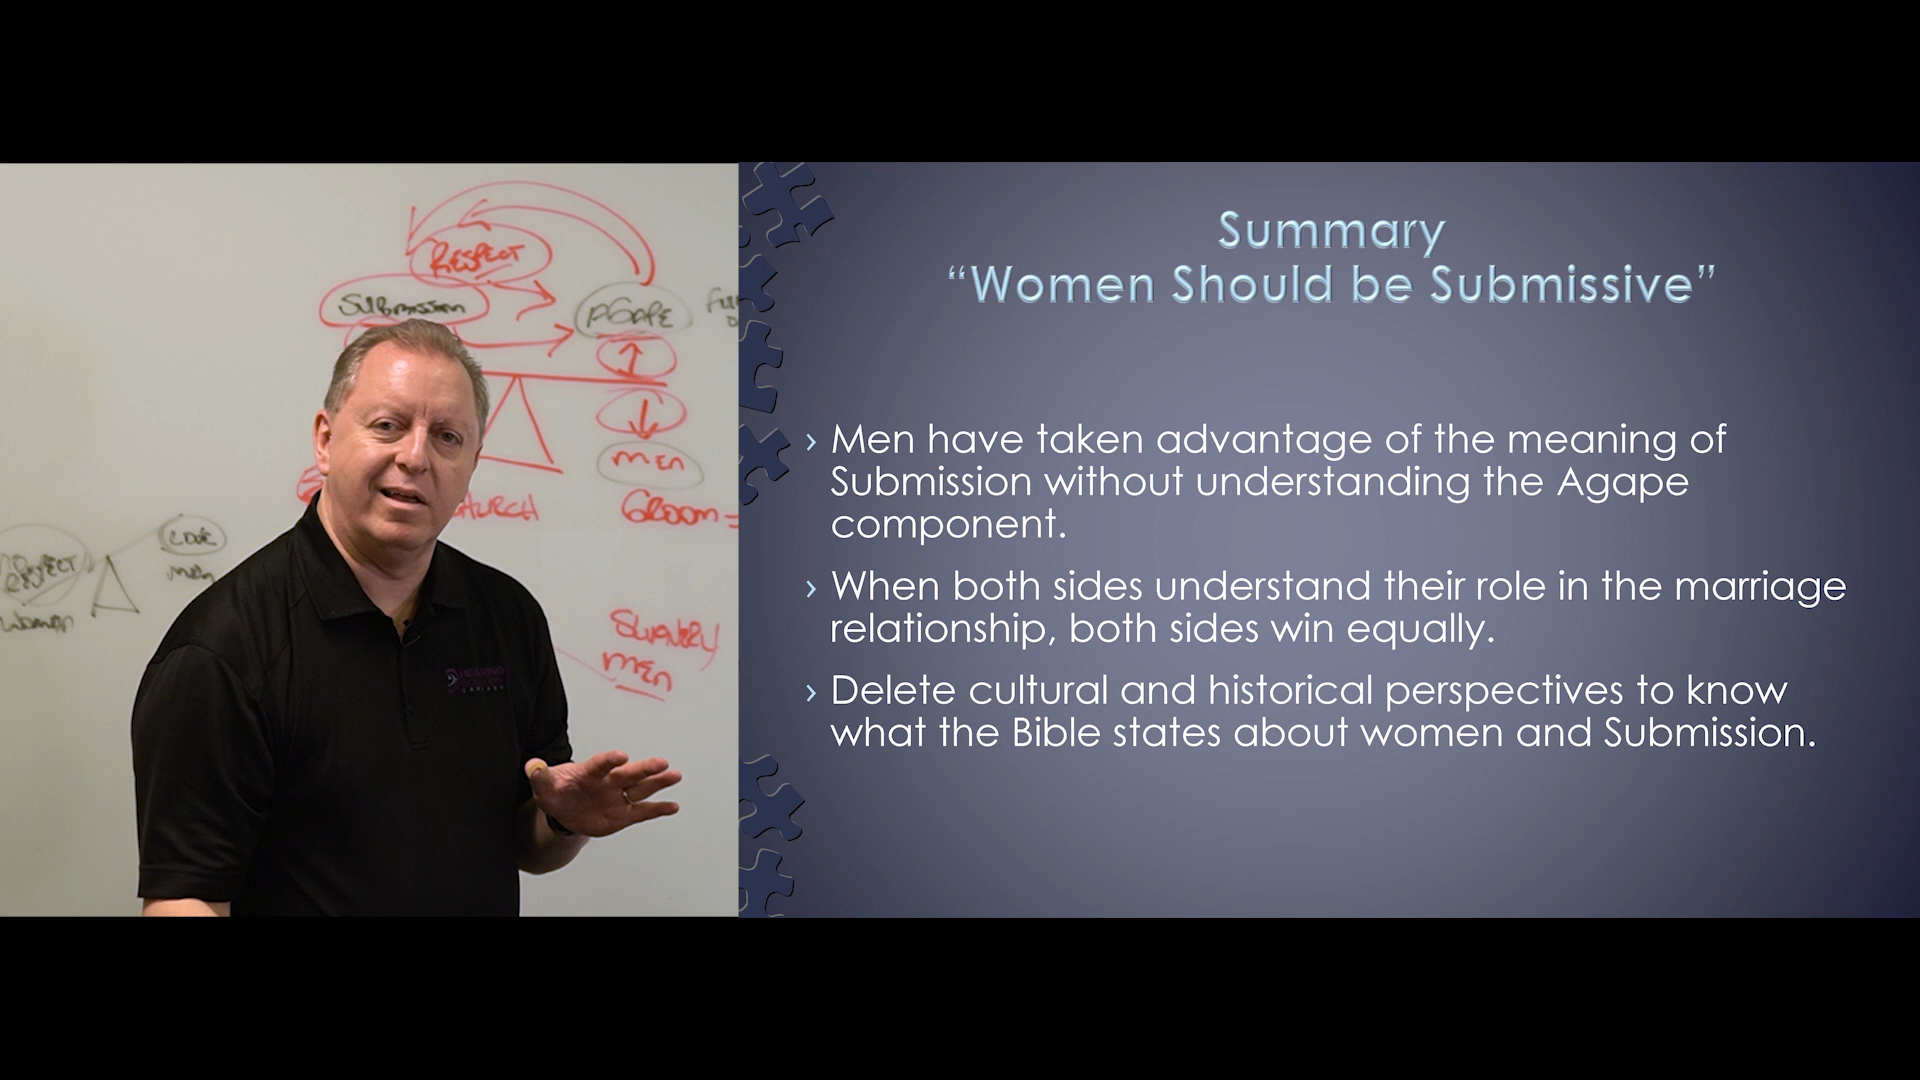 RESPECT
SUBMISSION
AGAPE
MEN
CHURCH
GROOM =
LOVE
MEN
RESPECT
WOMEN
MEN
Summary
“Women Should be Submissive”
› Men have taken advantage of the meaning of
Submission without understanding the Agape
component.
› When both sides understand their role in the marriage
relationship, both sides win equally.
› Delete cultural and historical perspectives to know
what the Bible states about women and Submission.